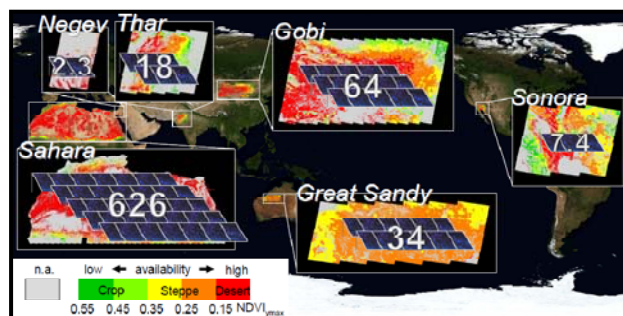 Negev Thar Gobi
2.3 18 64
Sonora
7.4
Sahara
626
Great Sandy
34
n.a. low ← availability → high
Crop Steppe Desert
0.55 0.45 0.35 0.25 0.15 NDVIymax